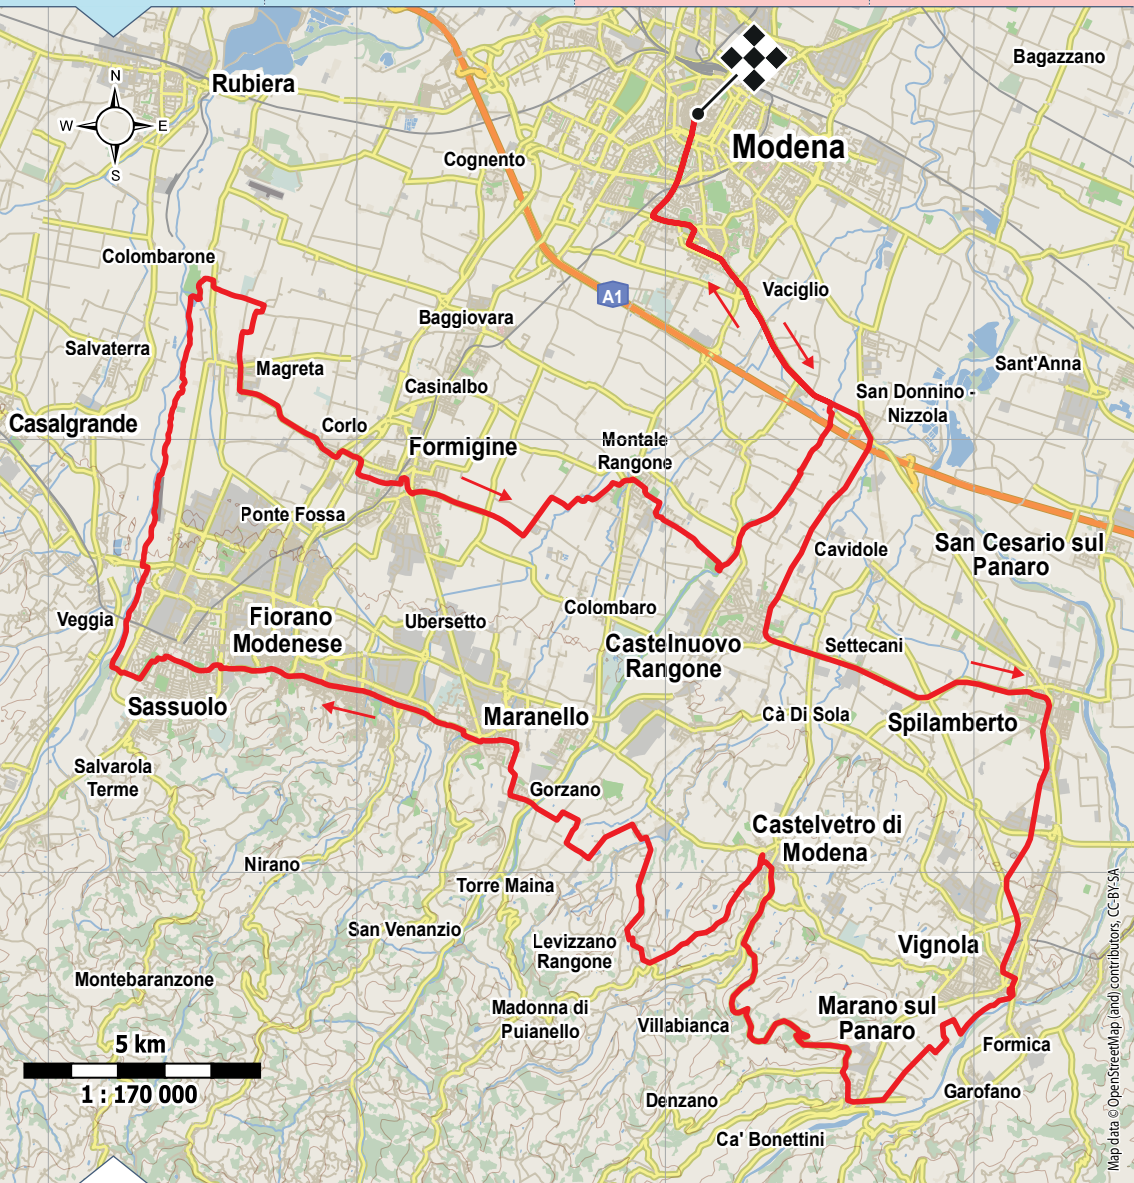 Bagazzano
Rubiera
N
W
E
S
Modena
Cognento
Colombarone
Vaciglio
A1
Baggiovara
Salvaterra
Magreta
Sant'Anna
Casinalbo
San Donnino -
Nizzola
Casalgrande
Corlo
Formigine
Montale
Rangone
Ponte Fossa
Cavidole
San Cesario sul
Panaro
Veggia
Fiorano
Modenese
Ubersetto
Colombaro
Castelnuovo
Rangone
Settecani
Sassuolo
Maranello
Cà Di Sola
Spilamberto
Salvarola
Terme
Gorzano
Castelvetro di
Modena
Nirano
Torre Maina
San Venanzio
Levizzano
Rangone
Vignola
Montebaranzone
Madonna di
Puianello
Villabianca
Marano sul
Panaro
Formica
5 km
1 : 170 000
Denzano
Garofano
Ca' Bonettini
Map data © OpenStreetMap (and) contributors, CC-BY-SA